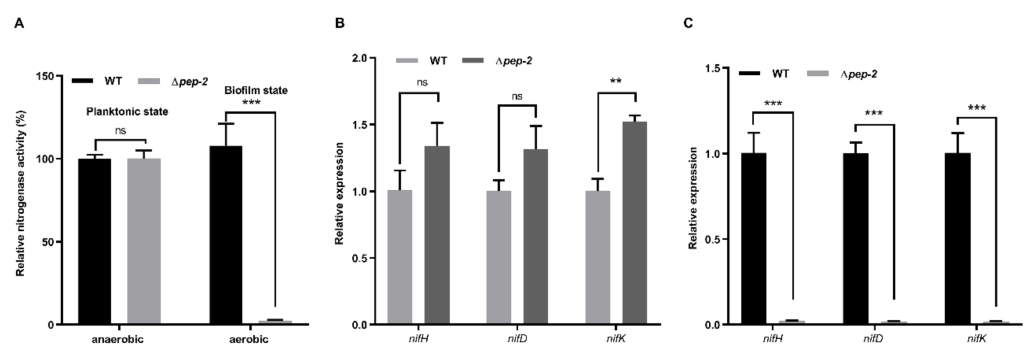 A
Relative nitrogenase activity (%)
150
100
50
0
WT
Δpep-2
Planktonic state
Biofilm state
ns
***
anaerobic
aerobic
B
Relative expression
2.0
1.5
1.0
0.5
0.0
WT
Δpep-2
ns
ns
**
nifH
nifD
nifK
C
Relative expression
1.5
1.0
0.5
0.0
WT
Δpep-2
***
***
***
nifH
nifD
nifK